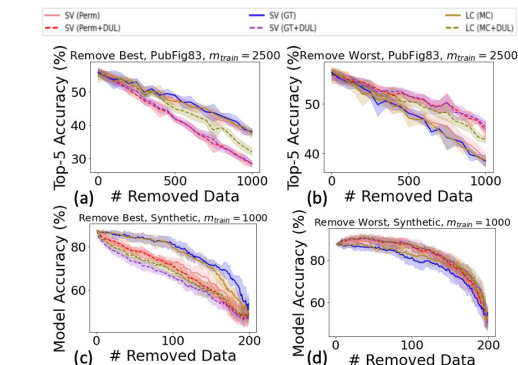 SV (Perm) SV (GT) LC (MC)
SV (Perm+DUL) SV (GT+DUL) LC (MC+DUL)
Remove Best, PubFig83, m_train = 2500
Top-5 Accuracy (%)
50
40
30
0 500 1000
(a) # Removed Data
Remove Worst, PubFig83, m_train = 2500
Top-5 Accuracy (%)
50
40
0 500 1000
(b) # Removed Data
Remove Best, Synthetic, m_train = 1000
Model Accuracy (%)
80
60
0 100 200
(c) # Removed Data
Remove Worst, Synthetic, m_train = 1000
Model Accuracy (%)
80
60
0 100 200
(d) # Removed Data